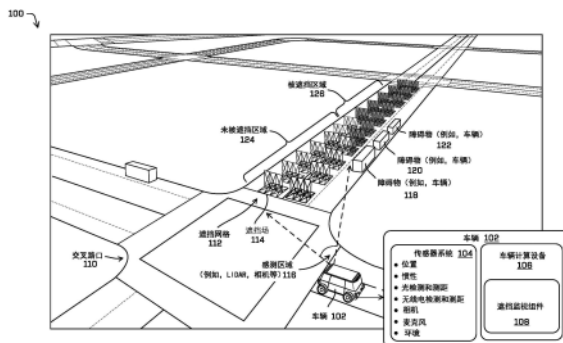 100
被遮挡区域
126
未被遮挡区域
124
障碍物（例如，车辆）
122
障碍物（例如，车辆）
120
障碍物（例如，车辆）
118
遮挡网格
112
遮挡场
114
交叉路口
110
感测区域
（例如，LIDAR，相机等）116
车辆 102
车辆 102
传感器系统 104
● 位置
● 惯性
● 光检测和测距
● 无线电检测和测距
● 相机
● 麦克风
● 环境
车辆计算设备
106
遮挡监视组件
108